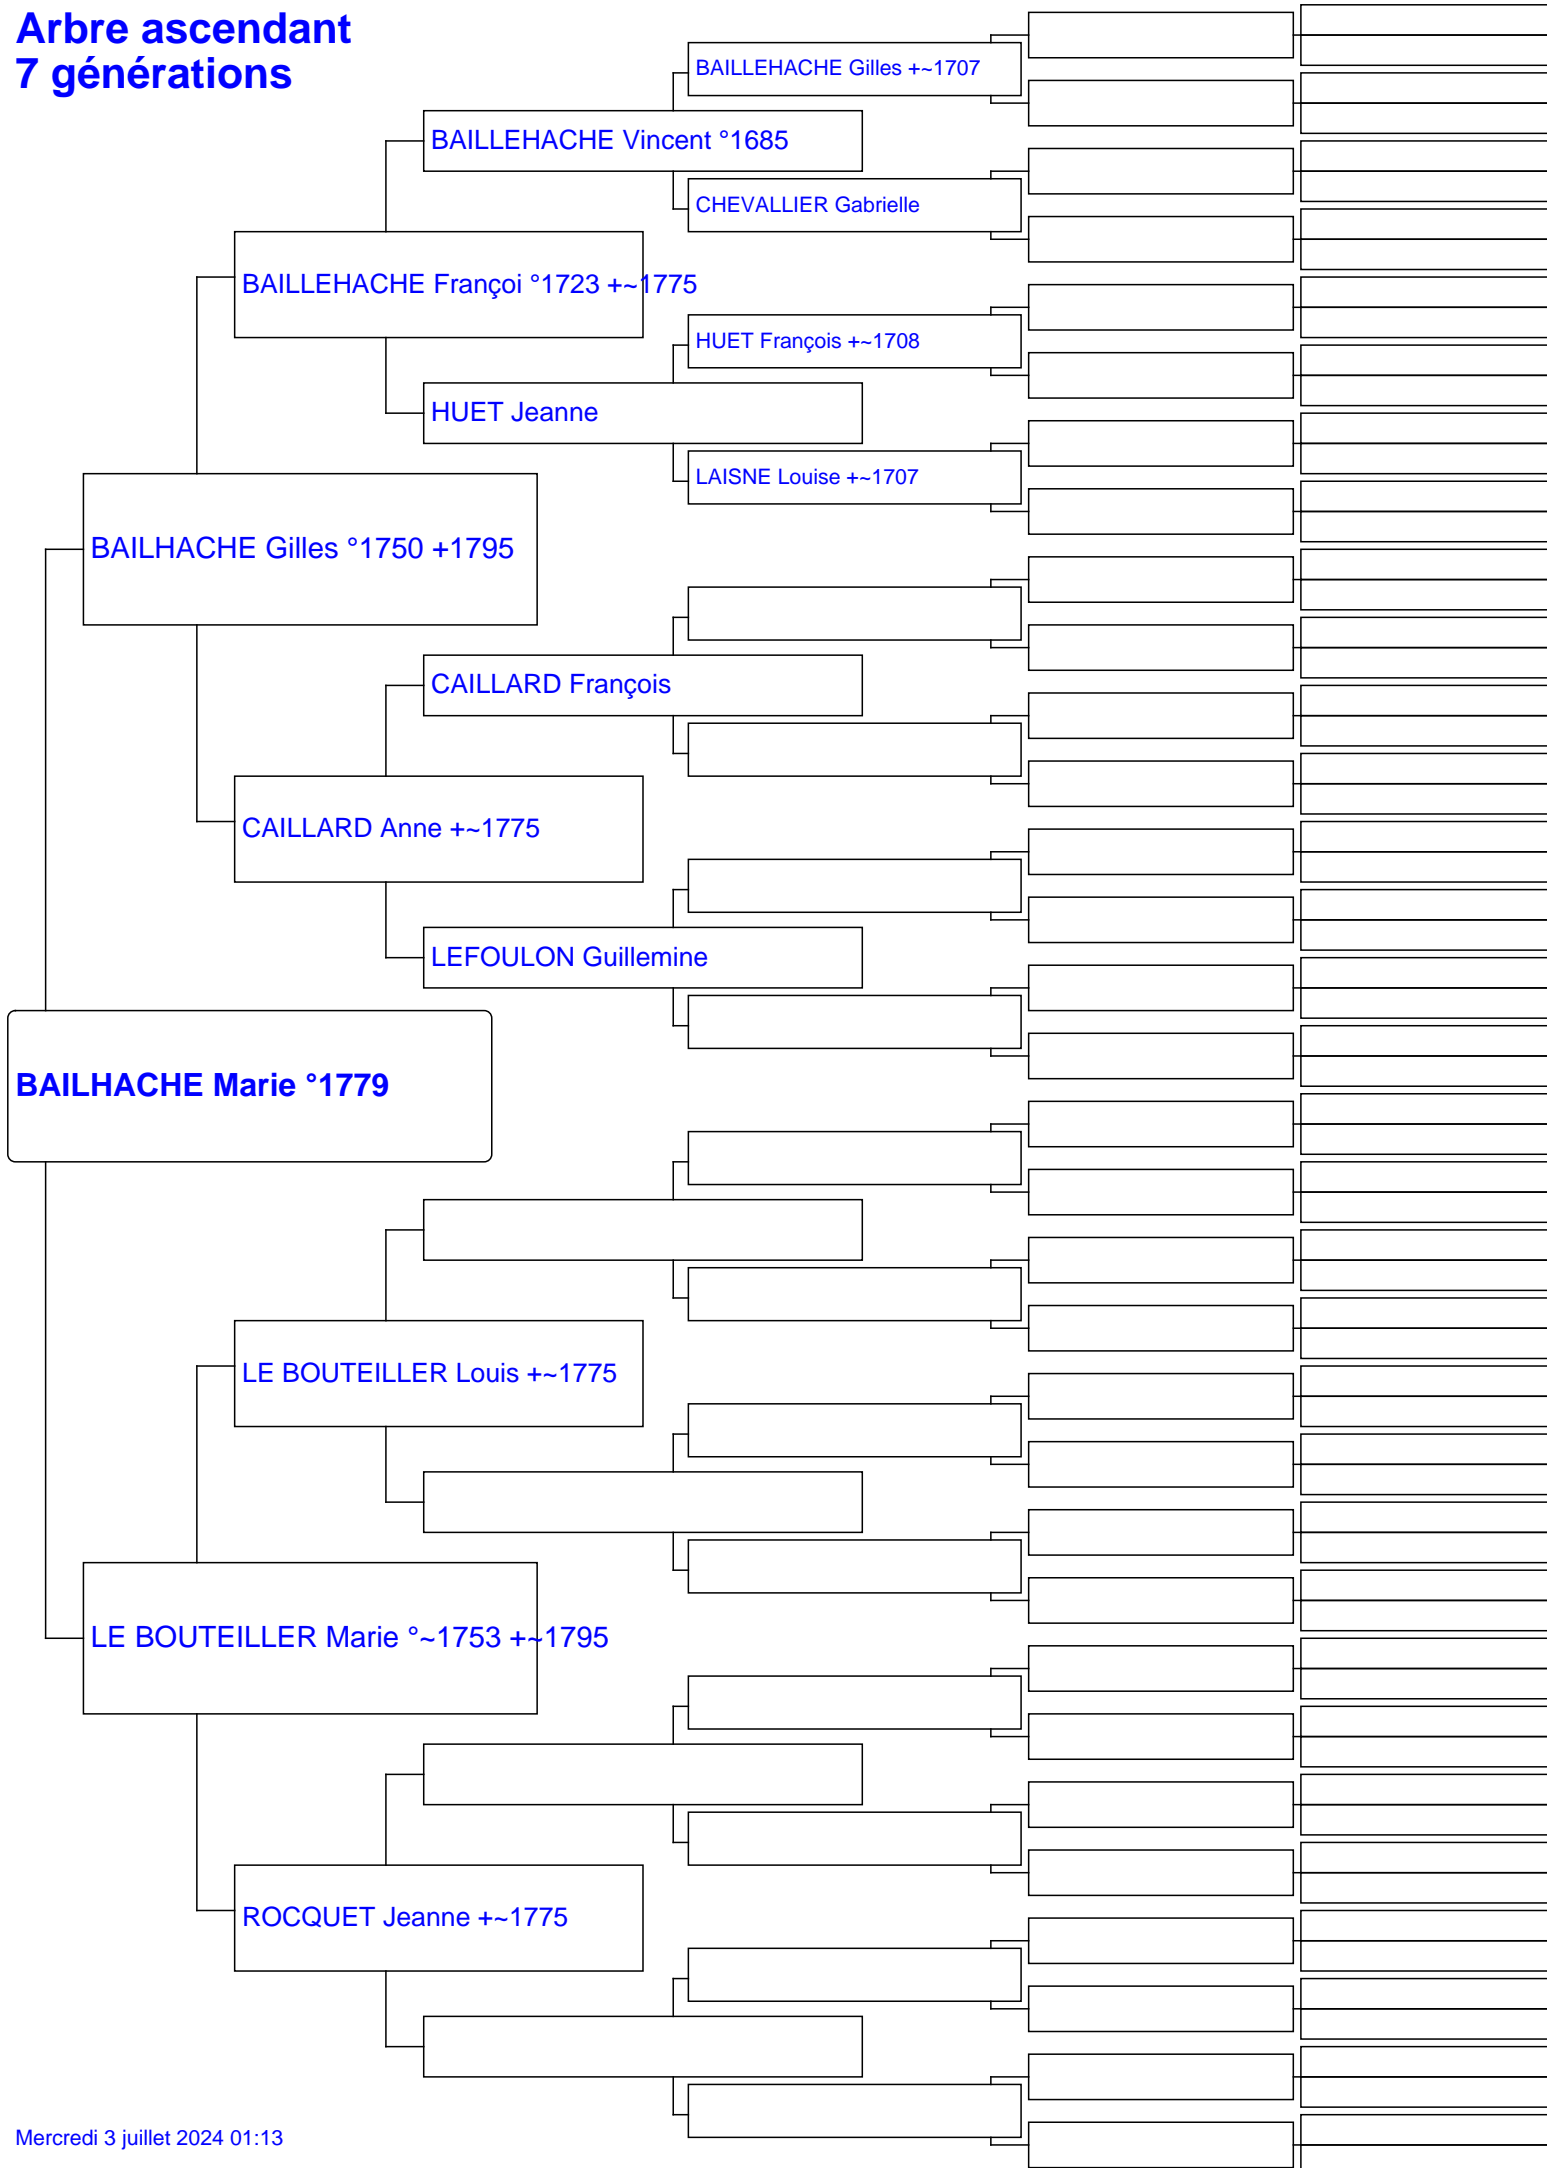 Arbre ascendant
7 générations
BAILLEHACHE Gilles +~1707
BAILLEHACHE Vincent °1685
CHEVALLIER Gabrielle
BAILLEHACHE Françoi °1723 +~1775
HUET François +~1708
HUET Jeanne
LAISNE Louise +~1707
BAILHACHE Gilles °1750 +1795
CAILLARD François
CAILLARD Anne +~1775
LEFOULON Guillemine
BAILHACHE Marie °1779
LE BOUTEILLER Louis +~1775
LE BOUTEILLER Marie °~1753 +~1795
ROCQUET Jeanne +~1775
Mercredi 3 juillet 2024 01:13